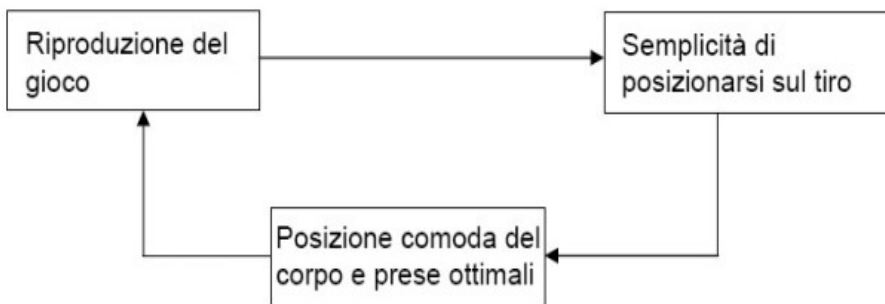 Riproduzione del
gioco
Semplicità di
posizionarsi sul tiro
Posizione comoda del
corpo e prese ottimali